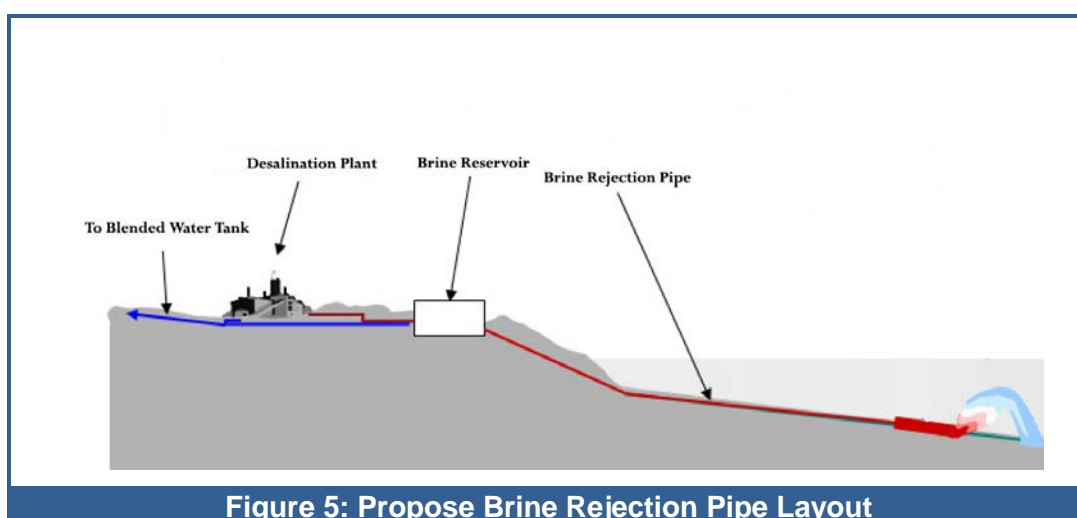 Desalination Plant
Brine Reservoir
Brine Rejection Pipe
To Blended Water Tank
Figure 5: Propose Brine Rejection Pipe Layout